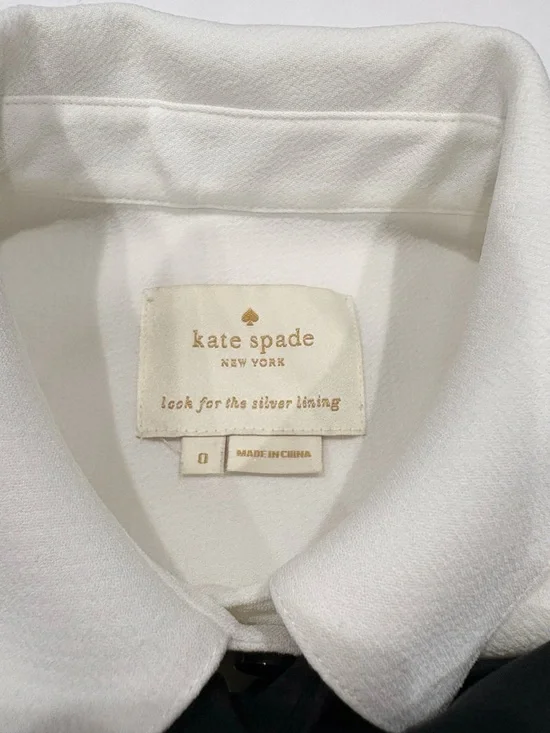 kate spade
NEW YORK
look for the silver lining
0
MADE IN CHINA